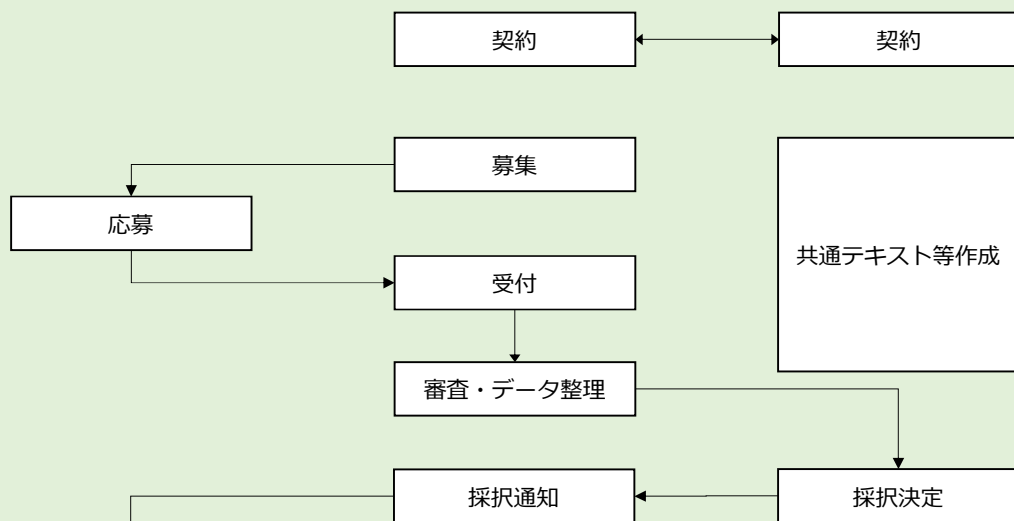 契約
契約
募集
応募
共通テキスト等作成
受付
審査・データ整理
採択通知
採択決定